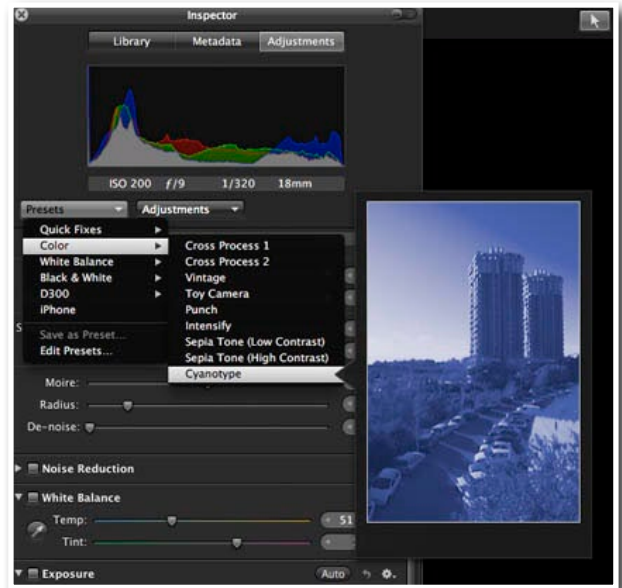 Inspector
Library Metadata Adjustments
ISO 200 ƒ/9 1/320 18mm
Presets Adjustments
Quick Fixes
Color
White Balance
Black & White
D300
iPhone
Save as Preset...
Edit Presets...
Cross Process 1
Cross Process 2
Vintage
Toy Camera
Punch
Intensify
Sepia Tone (Low Contrast)
Sepia Tone (High Contrast)
Cyanotype
S
Moire:
Radius:
De-noise:
Noise Reduction
White Balance
Temp: 51
Tint:
Exposure Auto